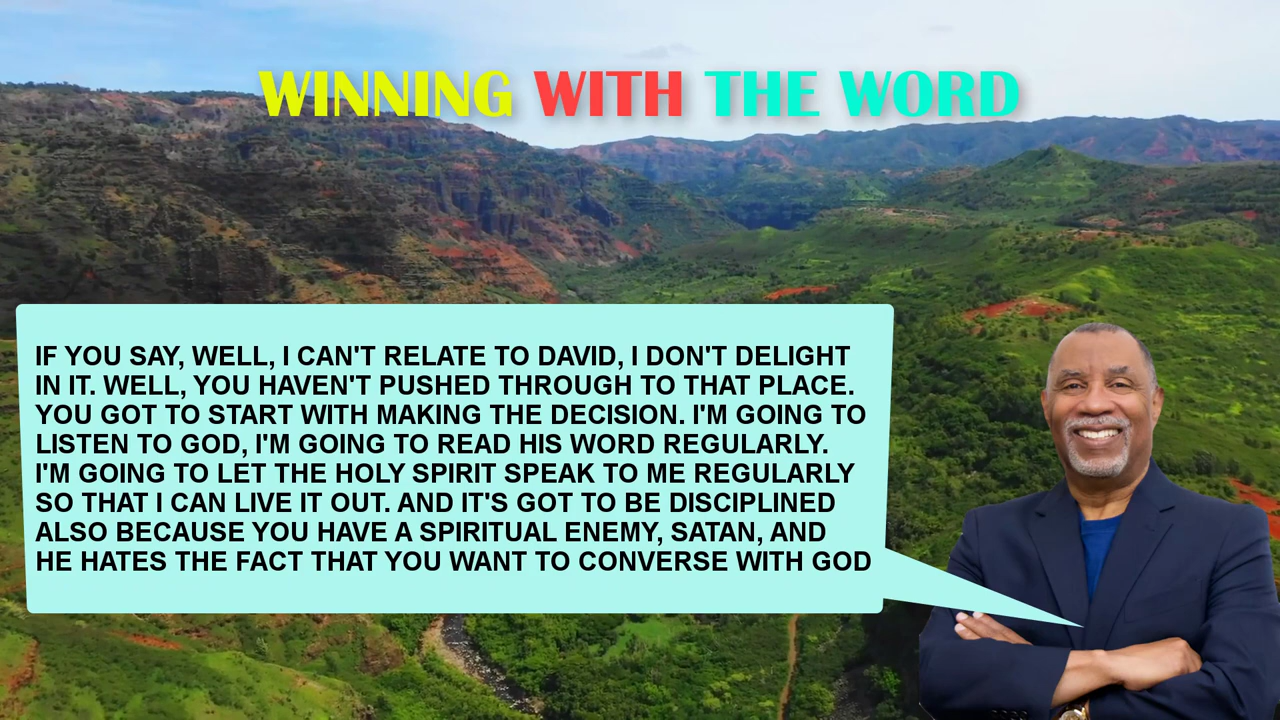 WINNING WITH THE WORD
IF YOU SAY, WELL, I CAN'T RELATE TO DAVID, I DON'T DELIGHT
IN IT. WELL, YOU HAVEN'T PUSHED THROUGH TO THAT PLACE.
YOU GOT TO START WITH MAKING THE DECISION. I'M GOING TO
LISTEN TO GOD, I'M GOING TO READ HIS WORD REGULARLY.
I'M GOING TO LET THE HOLY SPIRIT SPEAK TO ME REGULARLY
SO THAT I CAN LIVE IT OUT. AND IT'S GOT TO BE DISCIPLINED
ALSO BECAUSE YOU HAVE A SPIRITUAL ENEMY, SATAN, AND
HE HATES THE FACT THAT YOU WANT TO CONVERSE WITH GOD